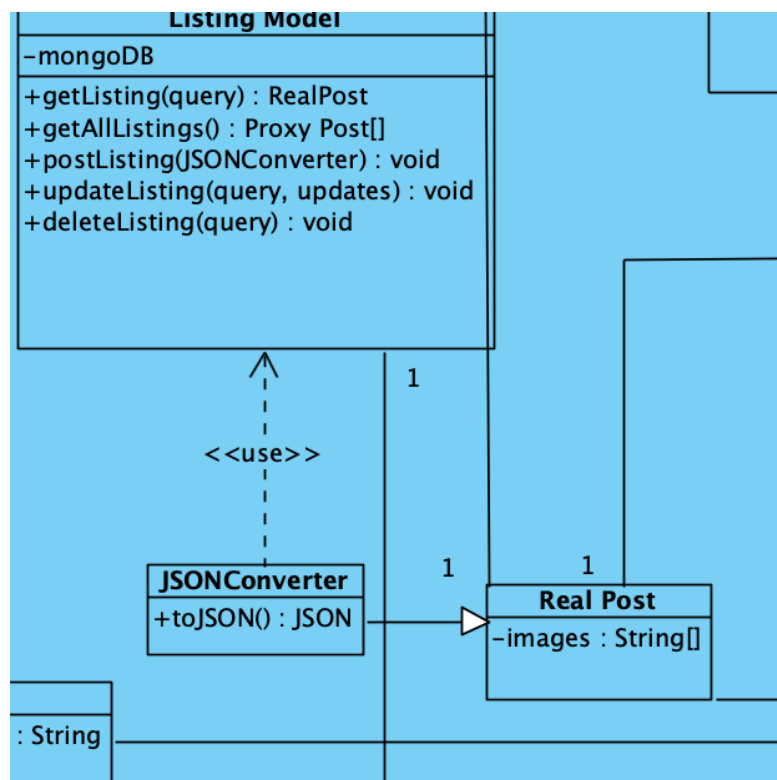 Listing Model
-mongoDB
+getListing(query) : RealPost
+getAllListings() : Proxy Post[]
+postListing(JSONConverter) : void
+updateListing(query, updates) : void
+deleteListing(query) : void
1
<<use>>
JSONConverter
+toJSON() : JSON
1
1
Real Post
-images : String[]
: String